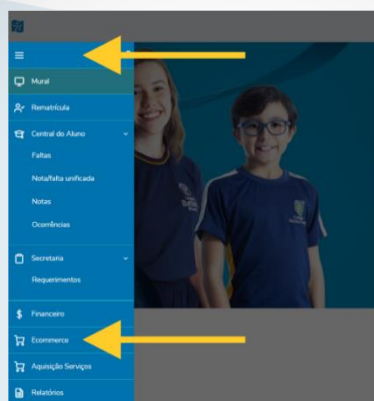 Mural
Rematrícula
Central do Aluno
Faltas
Nota/falta unificada
Notas
Ocorrências
Secretaria
Requerimentos
Financeiro
Ecommerce
Aquisição Serviços
Relatórios